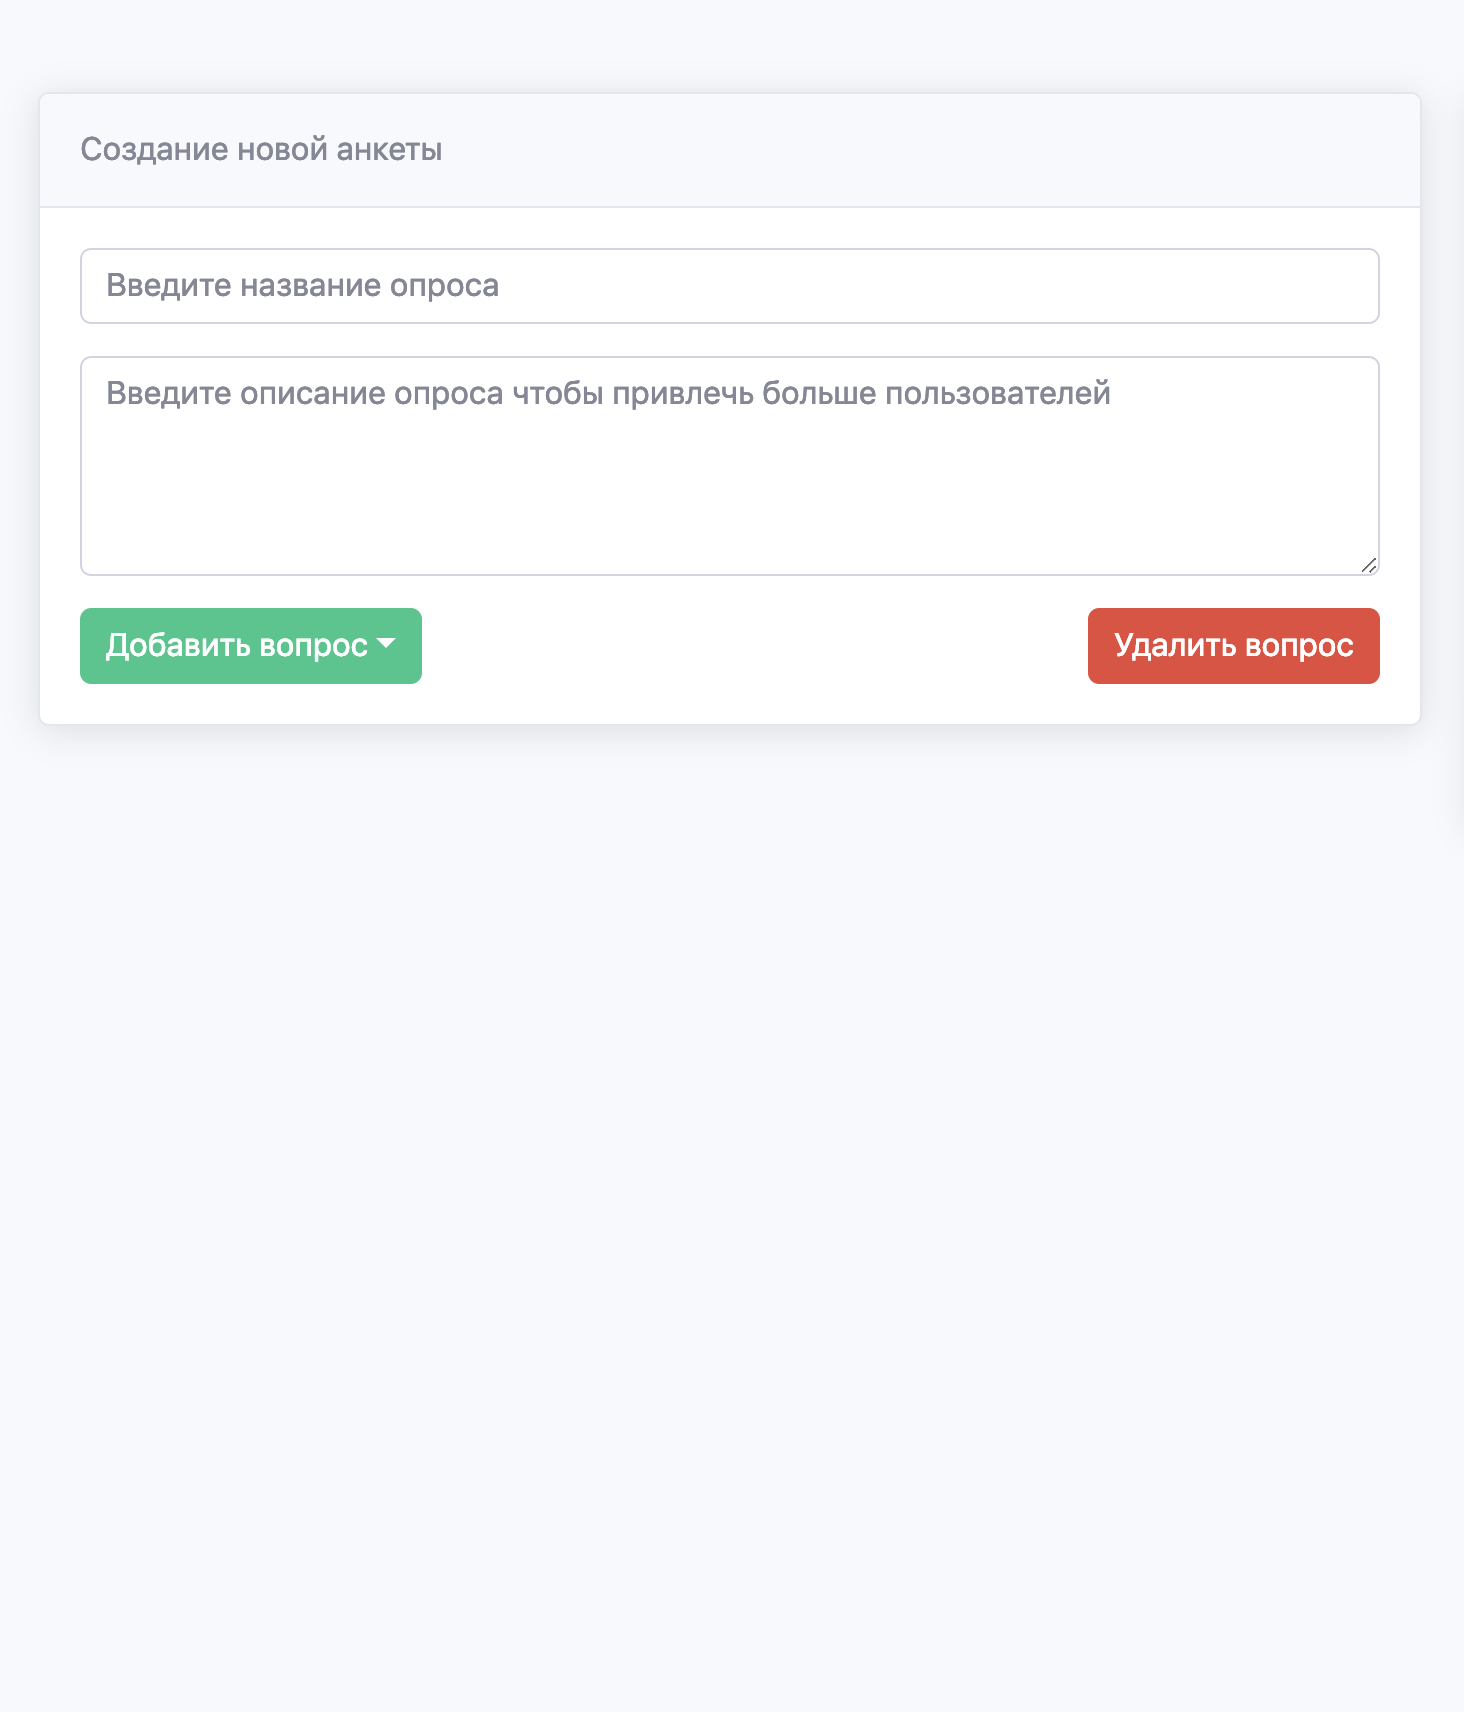 Создание новой анкеты
Введите название опроса
Введите описание опроса чтобы привлечь больше пользователей
Добавить вопрос
Удалить вопрос